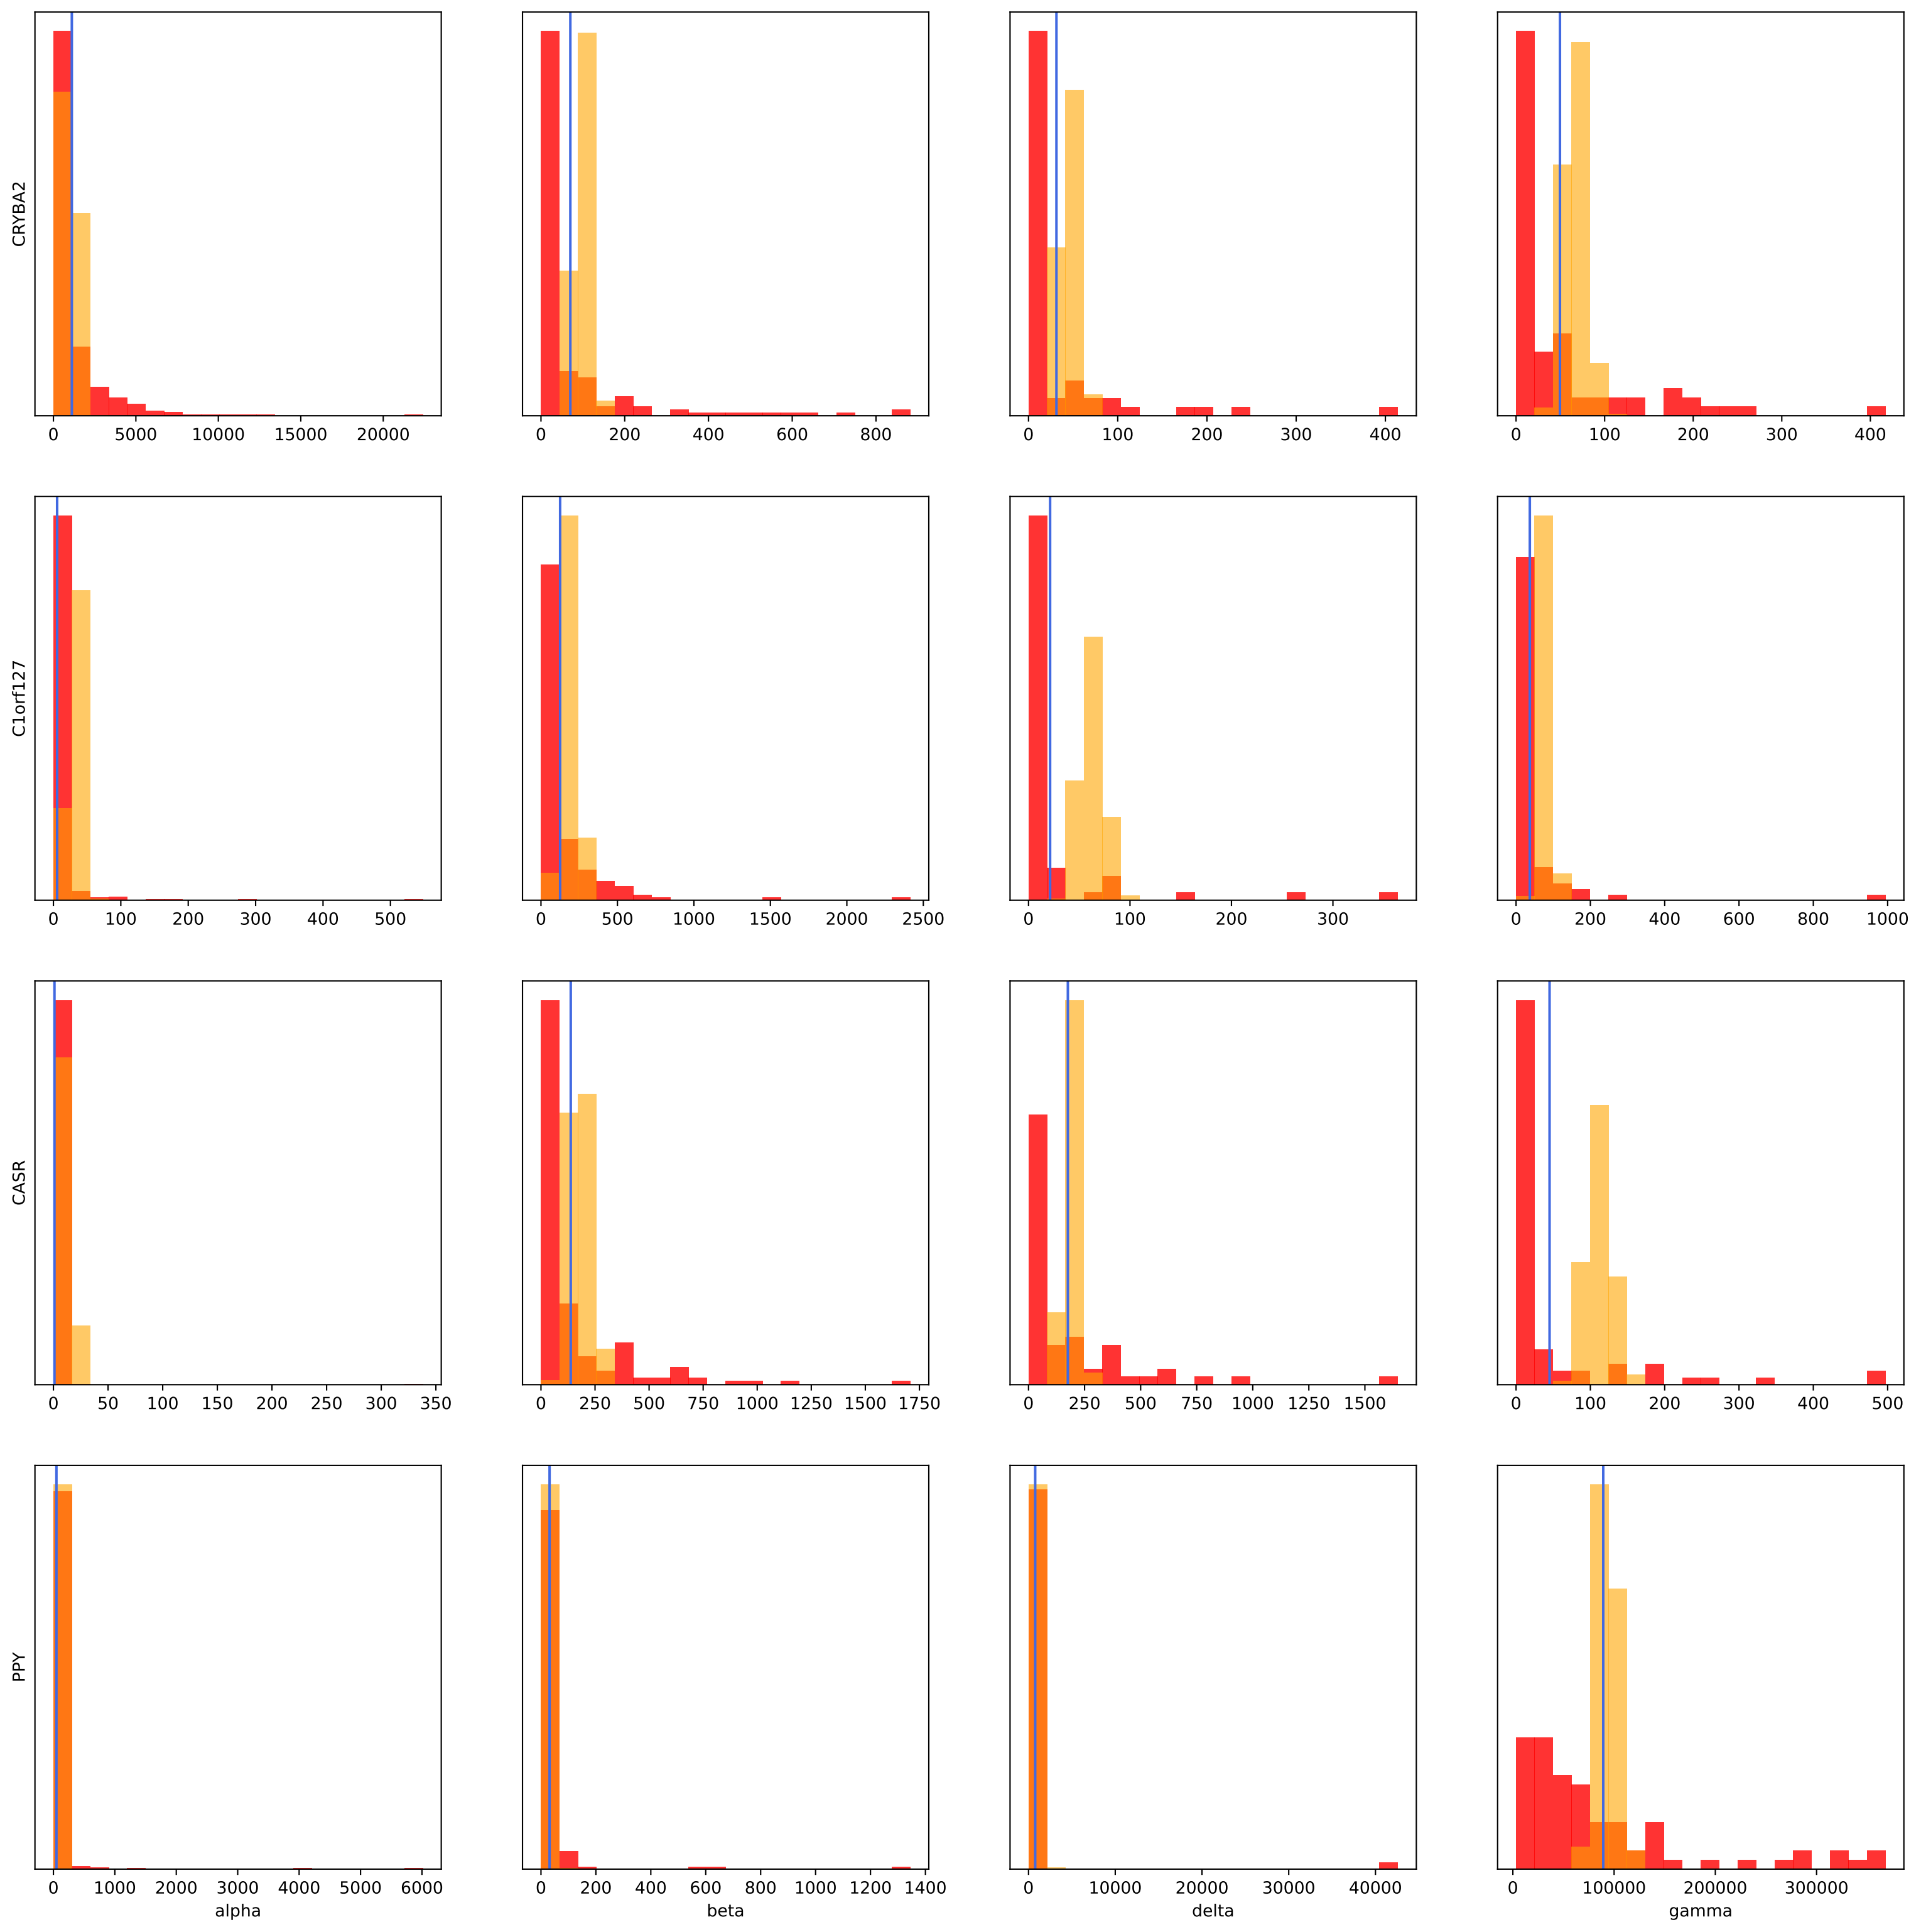 CRYBA2
0 5000 10000 15000 20000
0 200 400 600 800
0 100 200 300 400
0 100 200 300 400
C1orf127
0 100 200 300 400 500
0 500 1000 1500 2000 2500
0 100 200 300
0 200 400 600 800 1000
CASR
0 50 100 150 200 250 300 350
0 250 500 750 1000 1250 1500 1750
0 250 500 750 1000 1250 1500
0 100 200 300 400 500
PPY
0 1000 2000 3000 4000 5000 6000
alpha
0 200 400 600 800 1000 1200 1400
beta
0 10000 20000 30000 40000
delta
0 100000 200000 300000
gamma